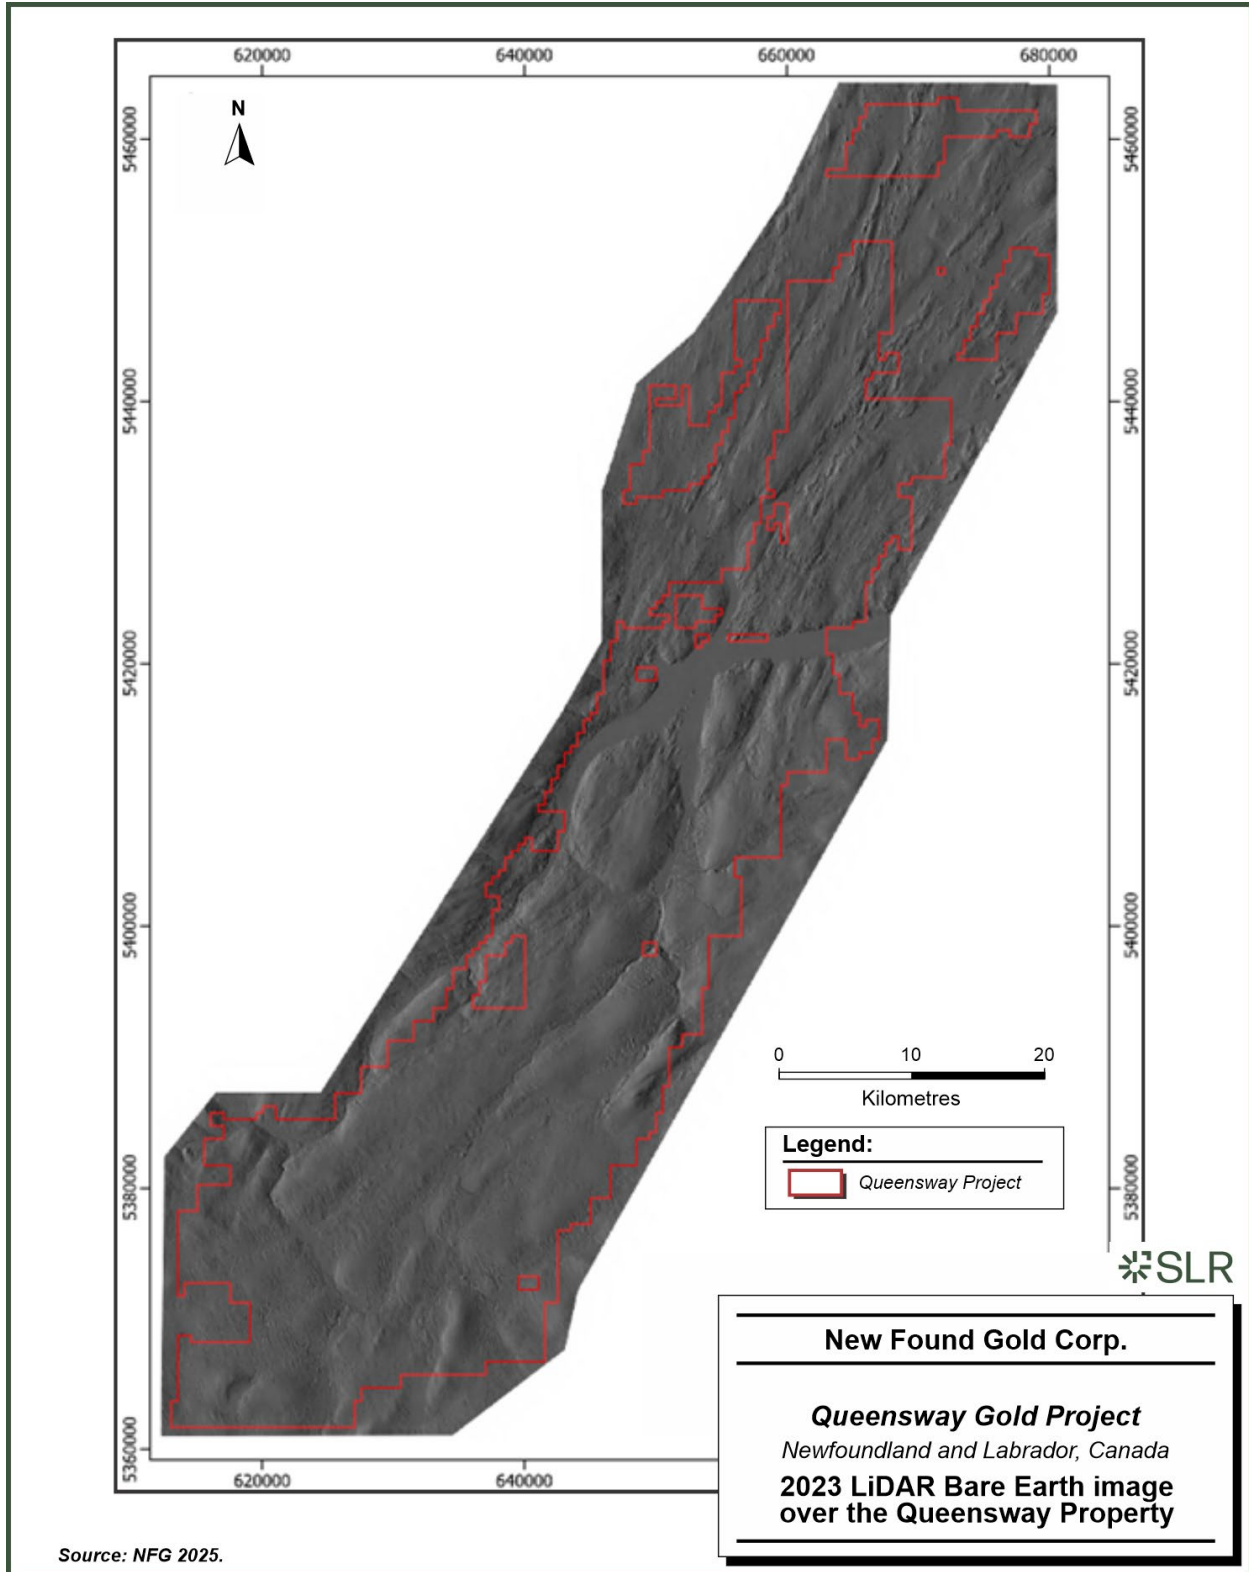 620000 640000 660000 680000
N
5460000 5460000
5440000 5440000
5420000 5420000
5400000 5400000
0 10 20
Kilometres
Legend:
Queensway Project
5380000 5380000
SLR
New Found Gold Corp.
Queensway Gold Project
Newfoundland and Labrador, Canada
2023 LiDAR Bare Earth image
over the Queensway Property
5360000
620000 640000
Source: NFG 2025.